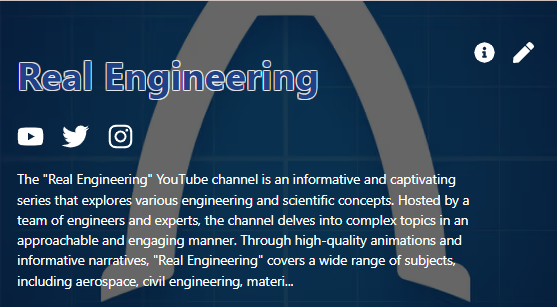 Real Engineering
The "Real Engineering" YouTube channel is an informative and captivating
series that explores various engineering and scientific concepts. Hosted by a
team of engineers and experts, the channel delves into complex topics in an
approachable and engaging manner. Through high-quality animations and
informative narratives, "Real Engineering" covers a wide range of subjects,
including aerospace, civil engineering, materi...